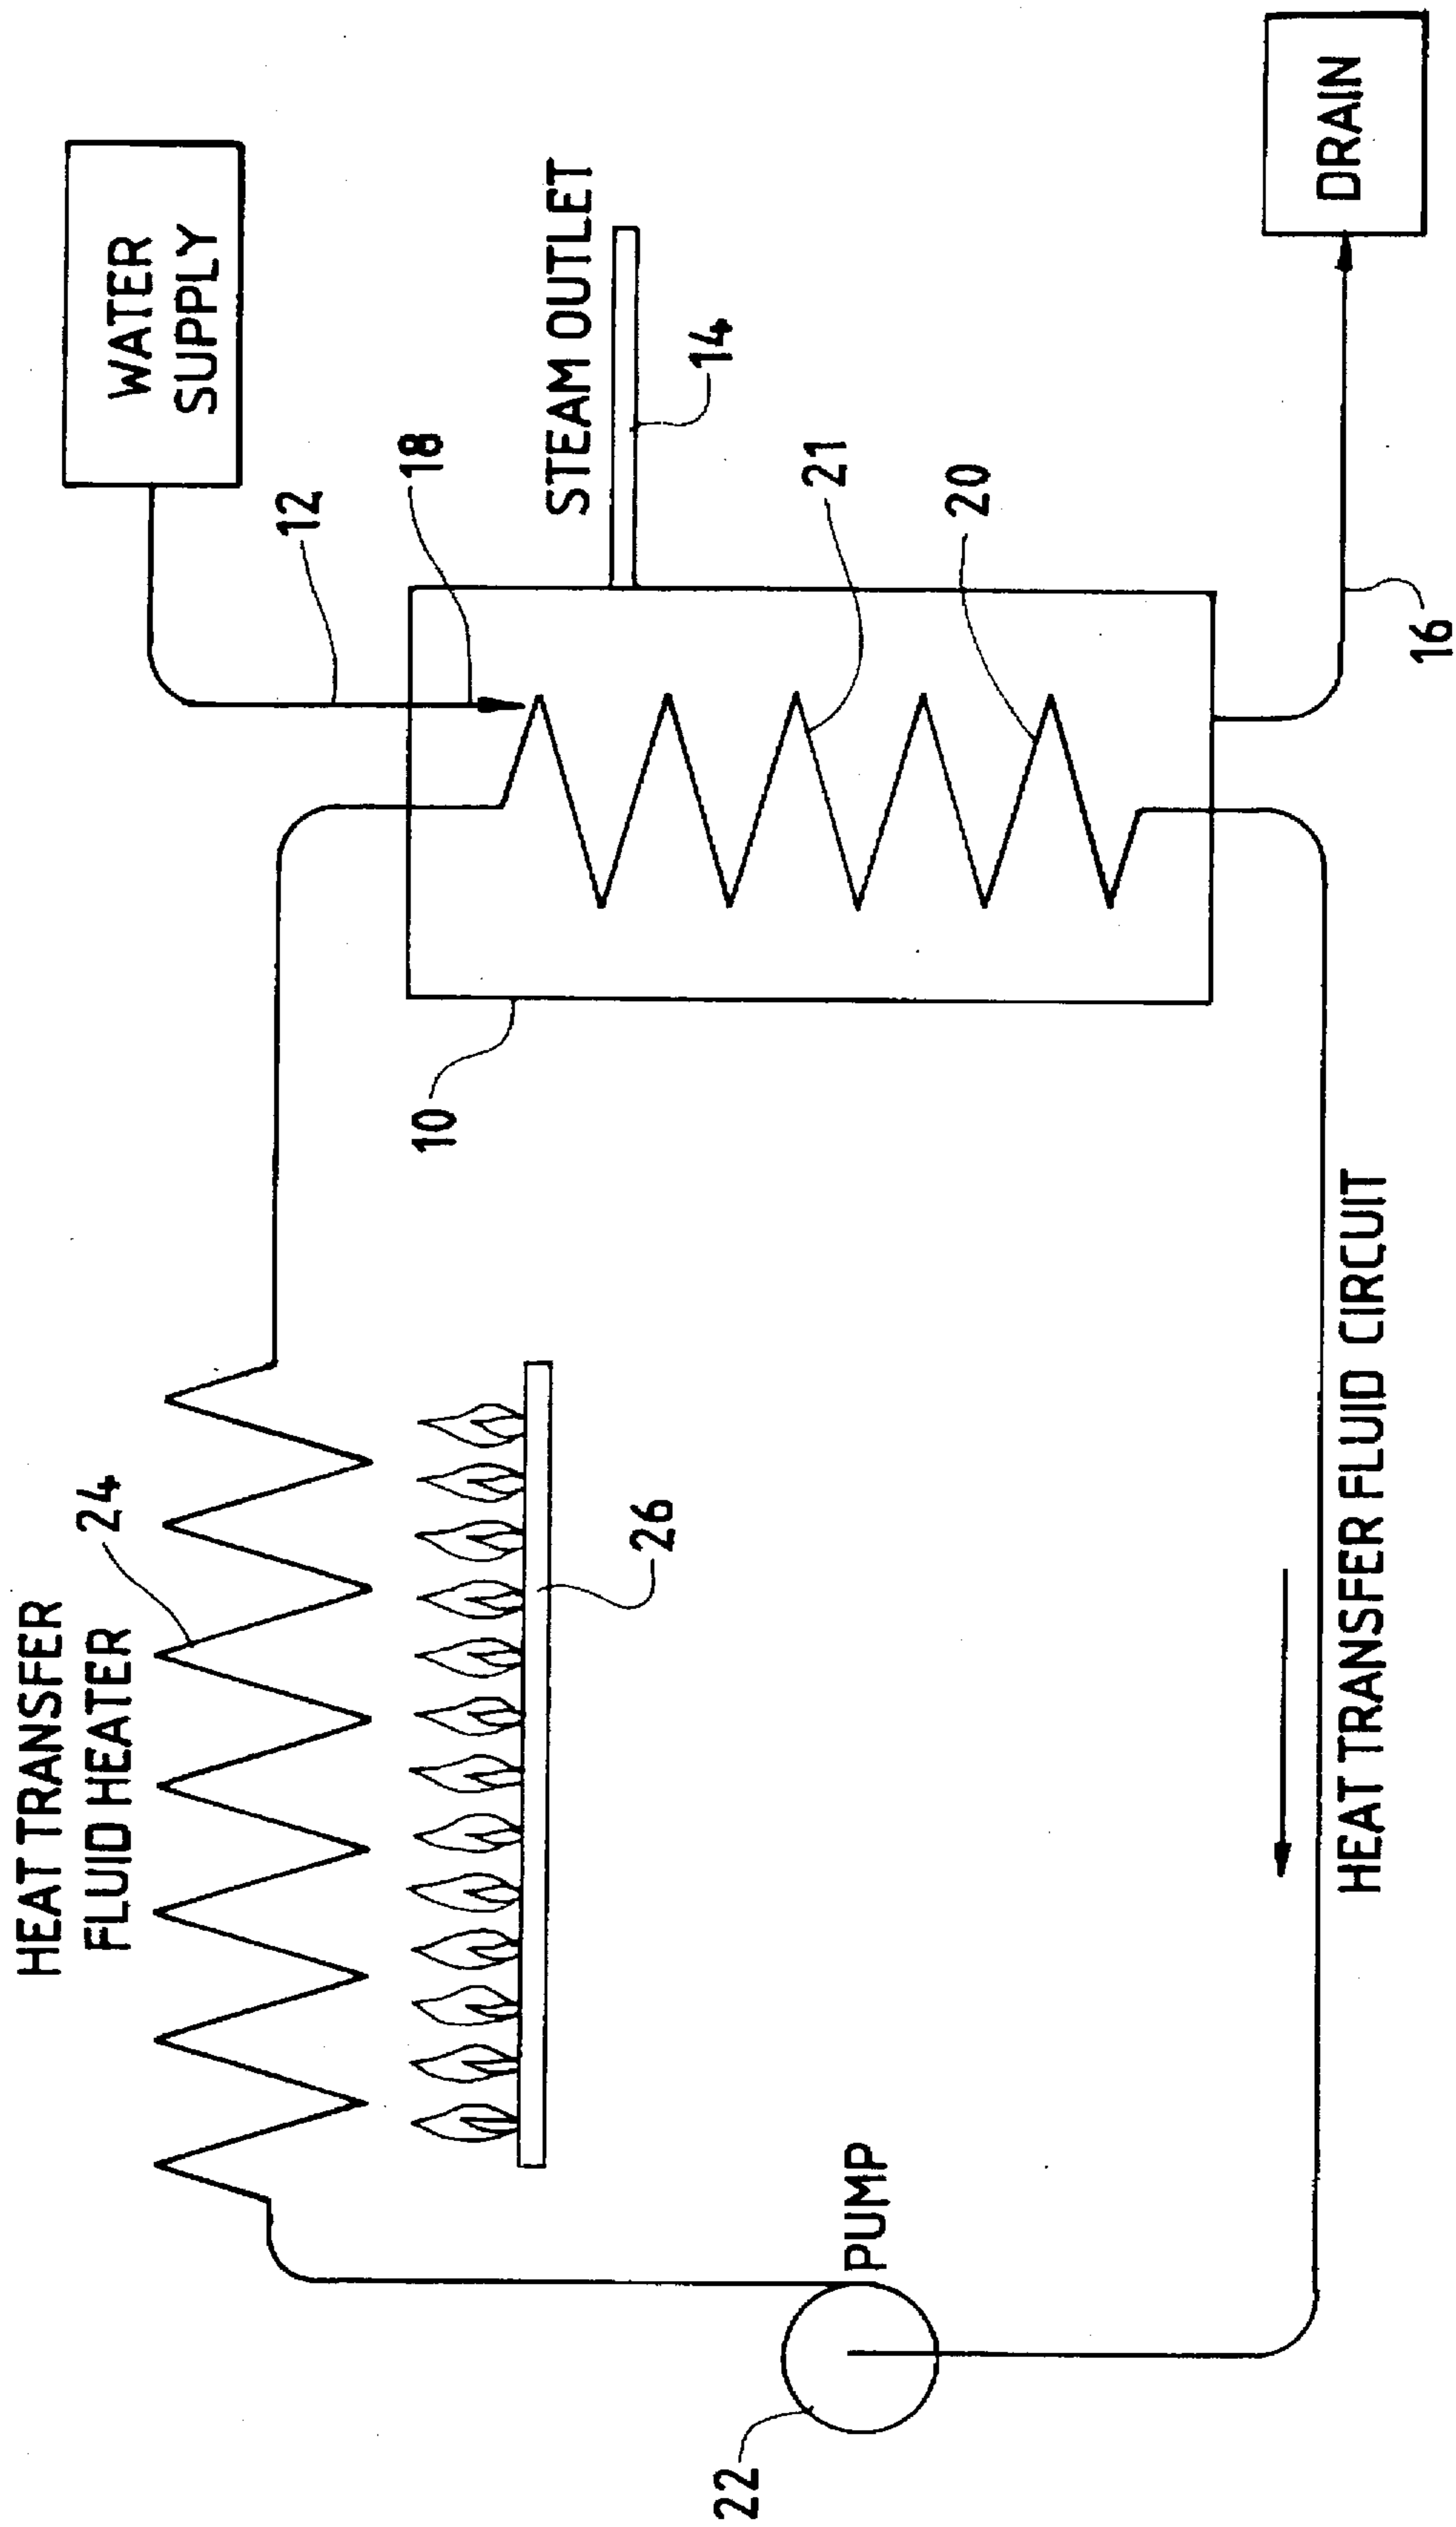 HEAT TRANSFER
FLUID HEATER
24
WATER
SUPPLY
12
18
STEAM OUTLET
14
26
10
21
20
PUMP
22
HEAT TRANSFER FLUID CIRCUIT
16
DRAIN